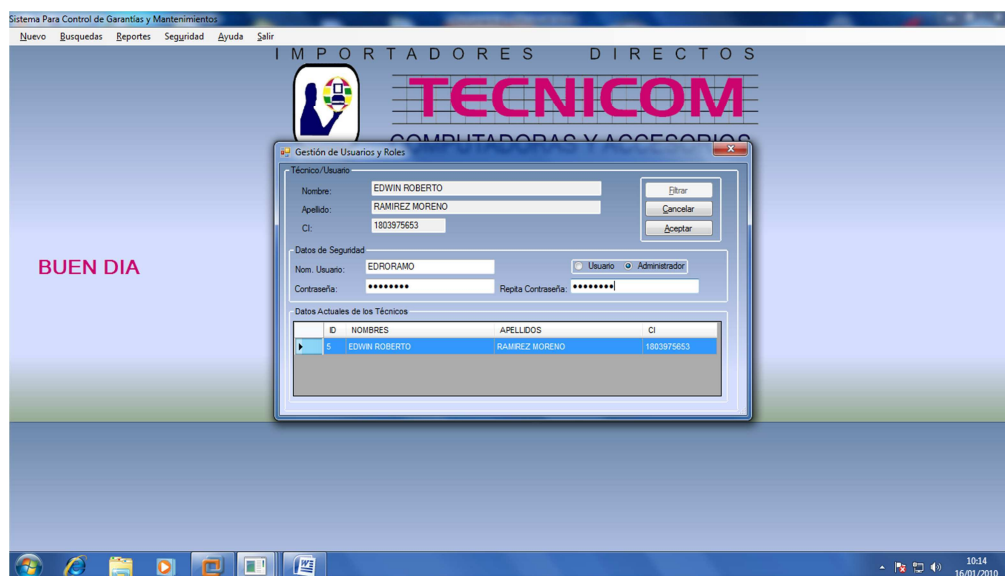 Sistema Para Control de Garantías y Mantenimientos
Nuevo Busquedas Reportes Seguridad Ayuda Salir
IMPORTADORES DIRECTOS
TECNICOM
COMPUTADORAS Y ACCESORIOS
Gestión de Usuarios y Roles
Técnico/Usuario
Nombre: EDWIN ROBERTO
Filtrar
Apellido: RAMIREZ MORENO
Cancelar
CI: 1803975653
Aceptar
Datos de Seguridad
BUEN DIA
Nom. Usuario: EDRORAMO Usuario Administrador
Contraseña: •••••••• Repita Contraseña: ••••••••
Datos Actuales de los Técnicos
ID NOMBRES APELLIDOS CI
5 EDWIN ROBERTO RAMIREZ MORENO 1803975653
10:14
16/01/2010